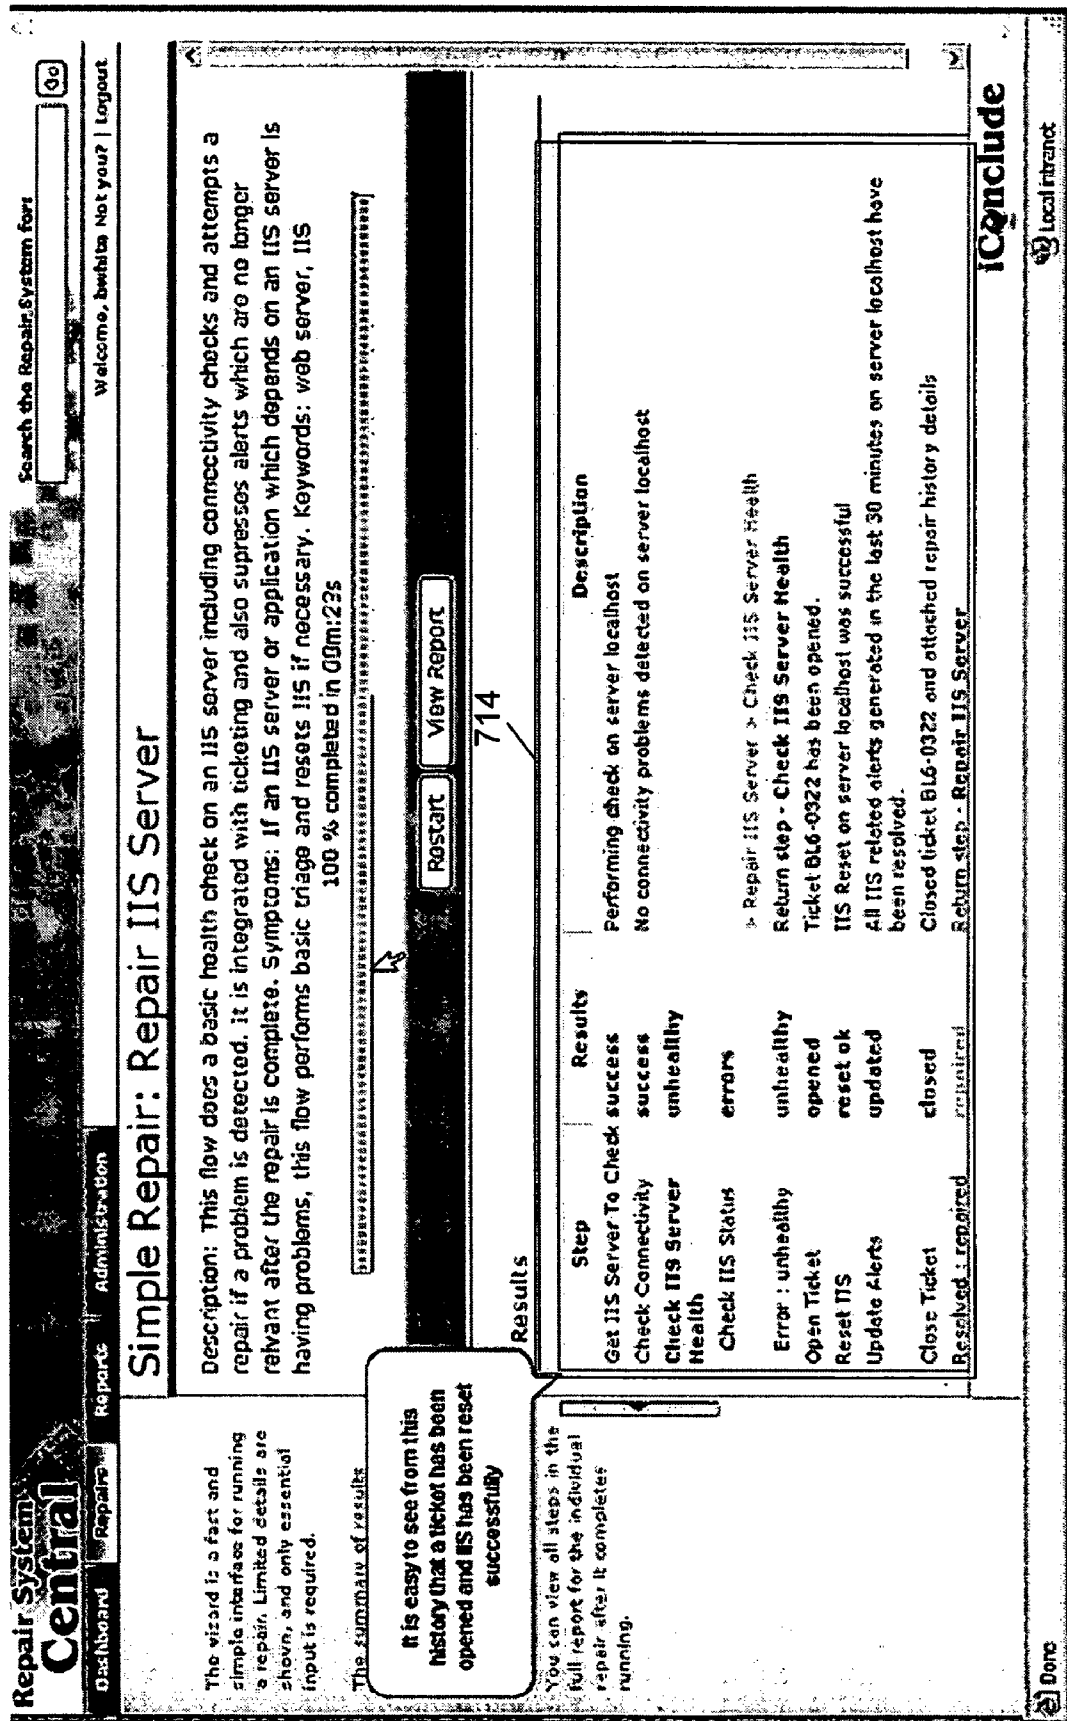 Repair System
Central
Search the Repair System for:
Go
Dashboard Repairs Reports Administration
Welcome, bwhite Not you? | Logout
Simple Repair: Repair IIS Server
The wizard is a fast and
simple interface for running
a repair. Limited details are
shown, and only essential
input is required.
The summary of results
It is easy to see from this
history that a ticket has been
opened and IIS has been reset
successfully
You can view all steps in the
full report for the individual
repair after it completes
running.
Description: This flow does a basic health check on an IIS server including connectivity checks and attempts a
repair if a problem is detected. it is integrated with ticketing and also supresses alerts which are no longer
relvant after the repair is complete. Symptoms: If an IIS server or application which depends on an IIS server is
having problems, this flow performs basic triage and resets IIS if necessary. Keywords: web server, IIS
100 % completed in 00m:23s
Restart View Report
714
Results
Step Results Description
Get IIS Server To Check success Performing check on server localhost
Check Connectivity success No connectivity problems detected on server localhost
Check IIS Server unhealthy
Health
Check IIS Status errors > Repair IIS Server > Check IIS Server Health
Error : unhealthy unhealthy Return step - Check IIS Server Health
Open Ticket opened Ticket BL6-0322 has been opened.
Reset IIS reset ok IIS Reset on server localhost was successful
Update Alerts updated All IIS related alerts generated in the last 30 minutes on server localhost have
been resolved.
Close Ticket closed Closed ticket BL6-0322 and attached repair history details
Resolved : repaired repaired Return step - Repair IIS Server
iConclude
Done
Local intranet